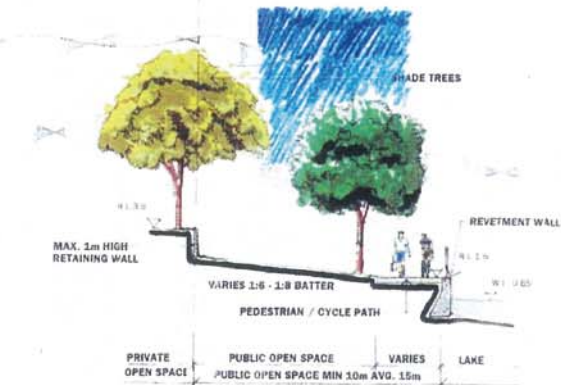 SHADE TREES
REVETMENT WALL
MAX. 1m HIGH
RETAINING WALL
VARIES 1:6 - 1:8 BATTER
PEDESTRIAN / CYCLE PATH
PRIVATE
OPEN SPACE
PUBLIC OPEN SPACE
VARIES
LAKE
PUBLIC OPEN SPACE MIN 10m AVG. 15m